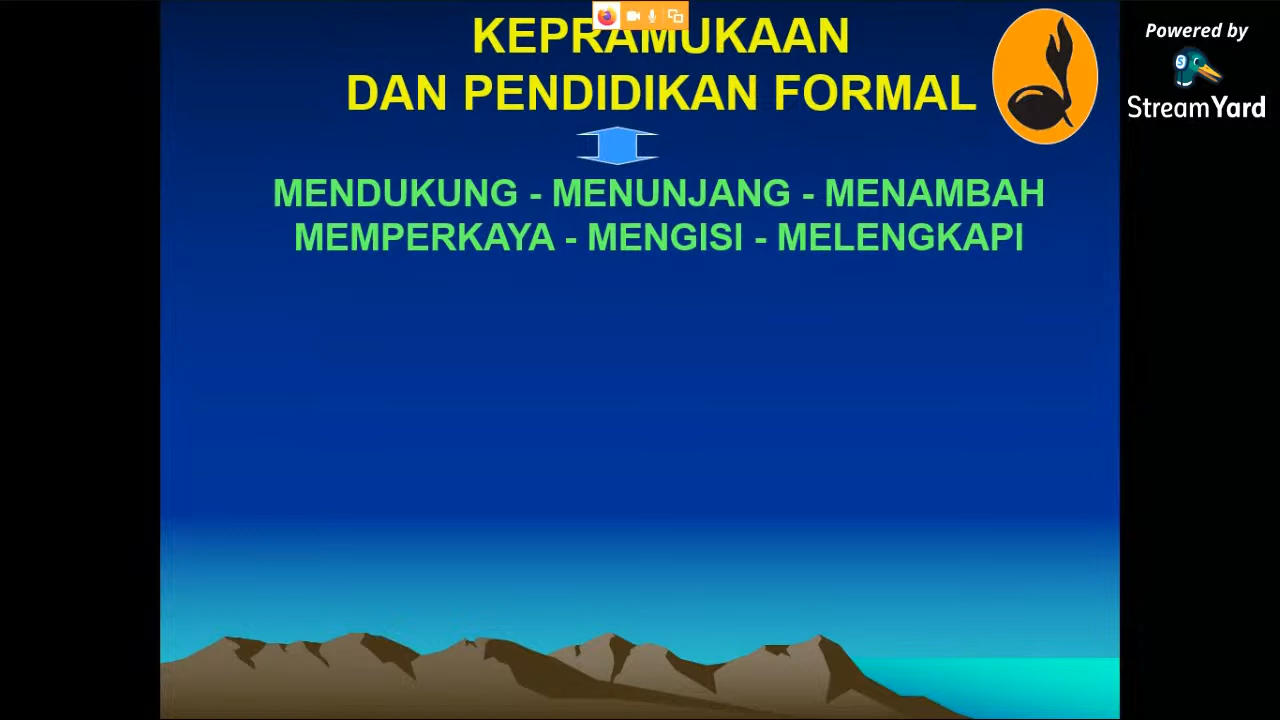 KEPRAMUKAAN
DAN PENDIDIKAN FORMAL
MENDUKUNG - MENUNJANG - MENAMBAH
MEMPERKAYA - MENGISI - MELENGKAPI
Powered by
S
StreamYard